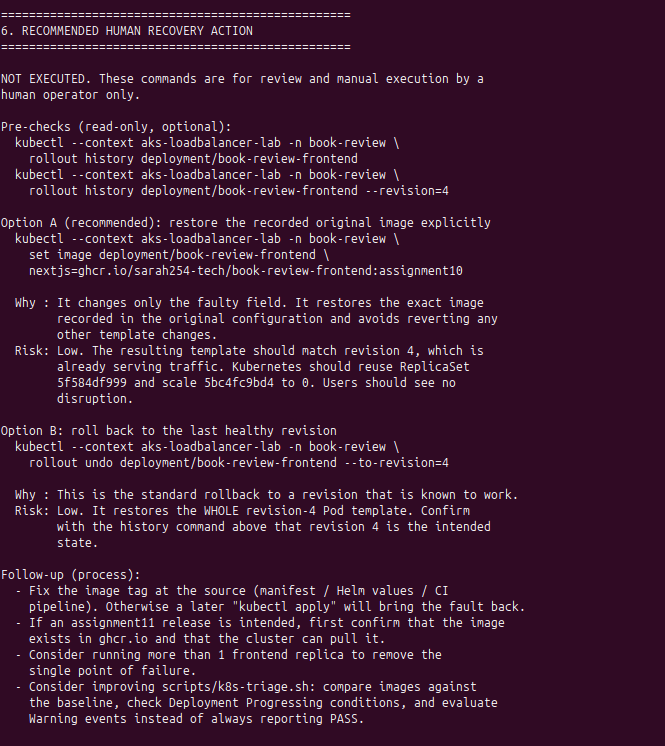 ==================================================
6. RECOMMENDED HUMAN RECOVERY ACTION
==================================================
NOT EXECUTED. These commands are for review and manual execution by a
human operator only.
Pre-checks (read-only, optional):
  kubectl --context aks-loadbalancer-lab -n book-review \
    rollout history deployment/book-review-frontend
  kubectl --context aks-loadbalancer-lab -n book-review \
    rollout history deployment/book-review-frontend --revision=4
Option A (recommended): restore the recorded original image explicitly
  kubectl --context aks-loadbalancer-lab -n book-review \
    set image deployment/book-review-frontend \
    nextjs=ghcr.io/sarah254-tech/book-review-frontend:assignment10
  Why : It changes only the faulty field. It restores the exact image
        recorded in the original configuration and avoids reverting any
        other template changes.
  Risk: Low. The resulting template should match revision 4, which is
        already serving traffic. Kubernetes should reuse ReplicaSet
        5f584df999 and scale 5bc4fc9bd4 to 0. Users should see no
        disruption.
Option B: roll back to the last healthy revision
  kubectl --context aks-loadbalancer-lab -n book-review \
    rollout undo deployment/book-review-frontend --to-revision=4
  Why : This is the standard rollback to a revision that is known to work.
  Risk: Low. It restores the WHOLE revision-4 Pod template. Confirm
        with the history command above that revision 4 is the intended
        state.
Follow-up (process):
  - Fix the image tag at the source (manifest / Helm values / CI
    pipeline). Otherwise a later "kubectl apply" will bring the fault back.
  - If an assignment11 release is intended, first confirm that the image
    exists in ghcr.io and that the cluster can pull it.
  - Consider running more than 1 frontend replica to remove the
    single point of failure.
  - Consider improving scripts/k8s-triage.sh: compare images against
    the baseline, check Deployment Progressing conditions, and evaluate
    Warning events instead of always reporting PASS.